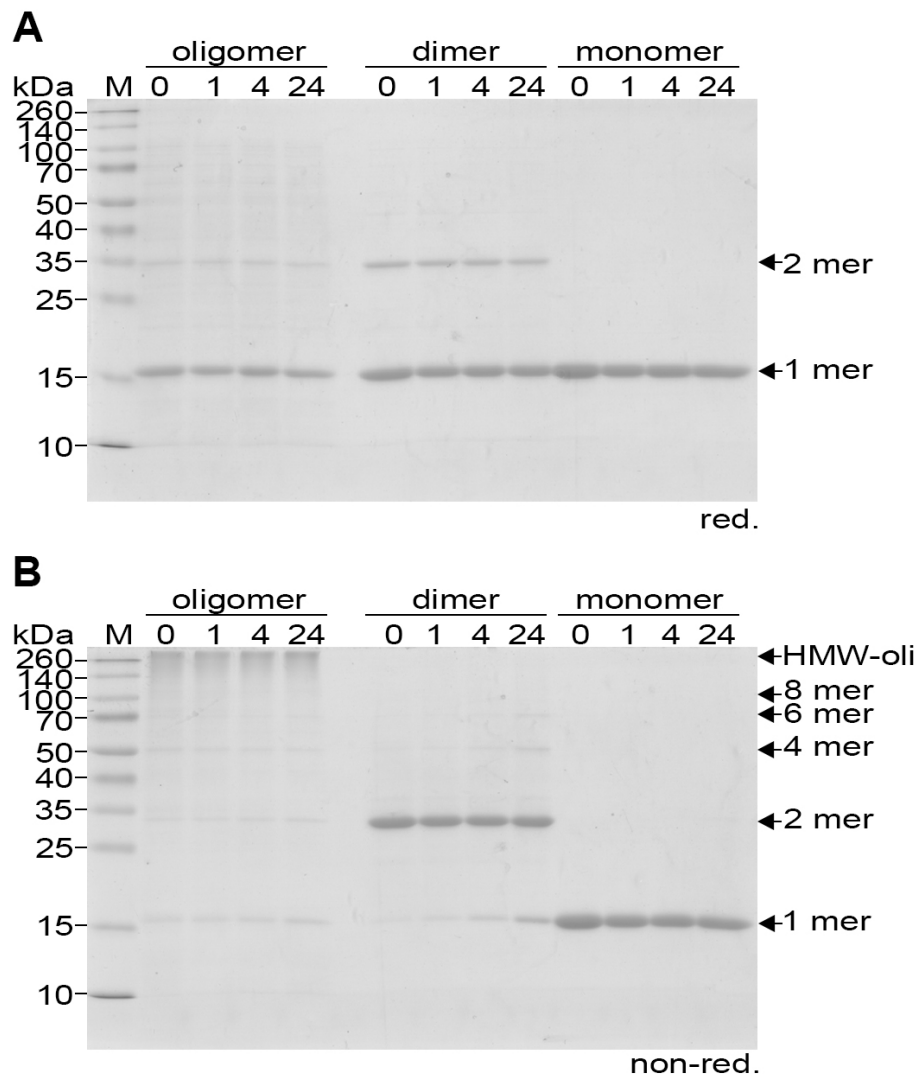 A
oligomer dimer monomer
kDa M 0 1 4 24 0 1 4 24 0 1 4 24
260
140
100
70
50
40
35 2 mer
25
15 1 mer
10
red.
B
oligomer dimer monomer
kDa M 0 1 4 24 0 1 4 24 0 1 4 24
260 HMW-oli
140
100 8 mer
70 6 mer
50 4 mer
40
35 2 mer
25
15 1 mer
10
non-red.